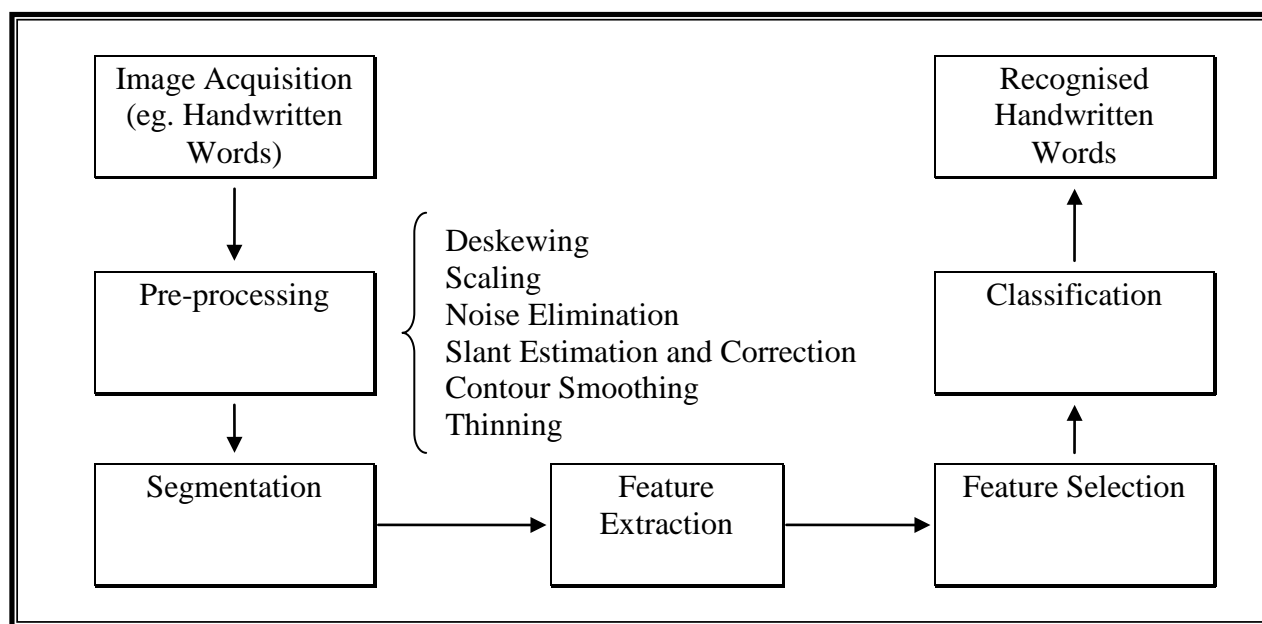 Image Acquisition
(eg. Handwritten
Words)
Pre-processing
Deskewing
Scaling
Noise Elimination
Slant Estimation and Correction
Contour Smoothing
Thinning
Segmentation
Feature
Extraction
Feature Selection
Classification
Recognised
Handwritten
Words